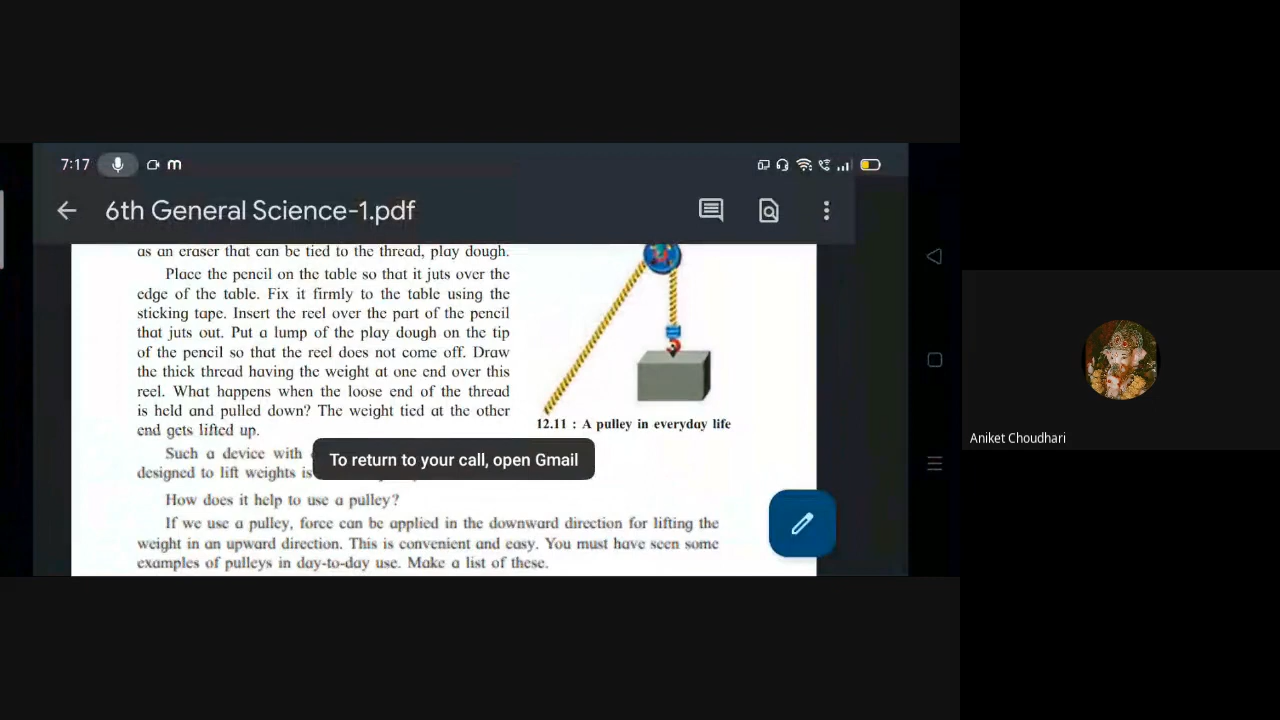 7:17
m
6th General Science-1.pdf
as an eraser that can be tied to the thread, play dough.
Place the pencil on the table so that it juts over the
edge of the table. Fix it firmly to the table using the
sticking tape. Insert the reel over the part of the pencil
that juts out. Put a lump of the play dough on the tip
of the pencil so that the reel does not come off. Draw
the thick thread having the weight at one end over this
reel. What happens when the loose end of the thread
is held and pulled down? The weight tied at the other
end gets lifted up.
12.11 : A pulley in everyday life
Such a device with
designed to lift weights is
To return to your call, open Gmail
How does it help to use a pulley?
If we use a pulley, force can be applied in the downward direction for lifting the
weight in an upward direction. This is convenient and easy. You must have seen some
examples of pulleys in day-to-day use. Make a list of these.
Aniket Choudhari